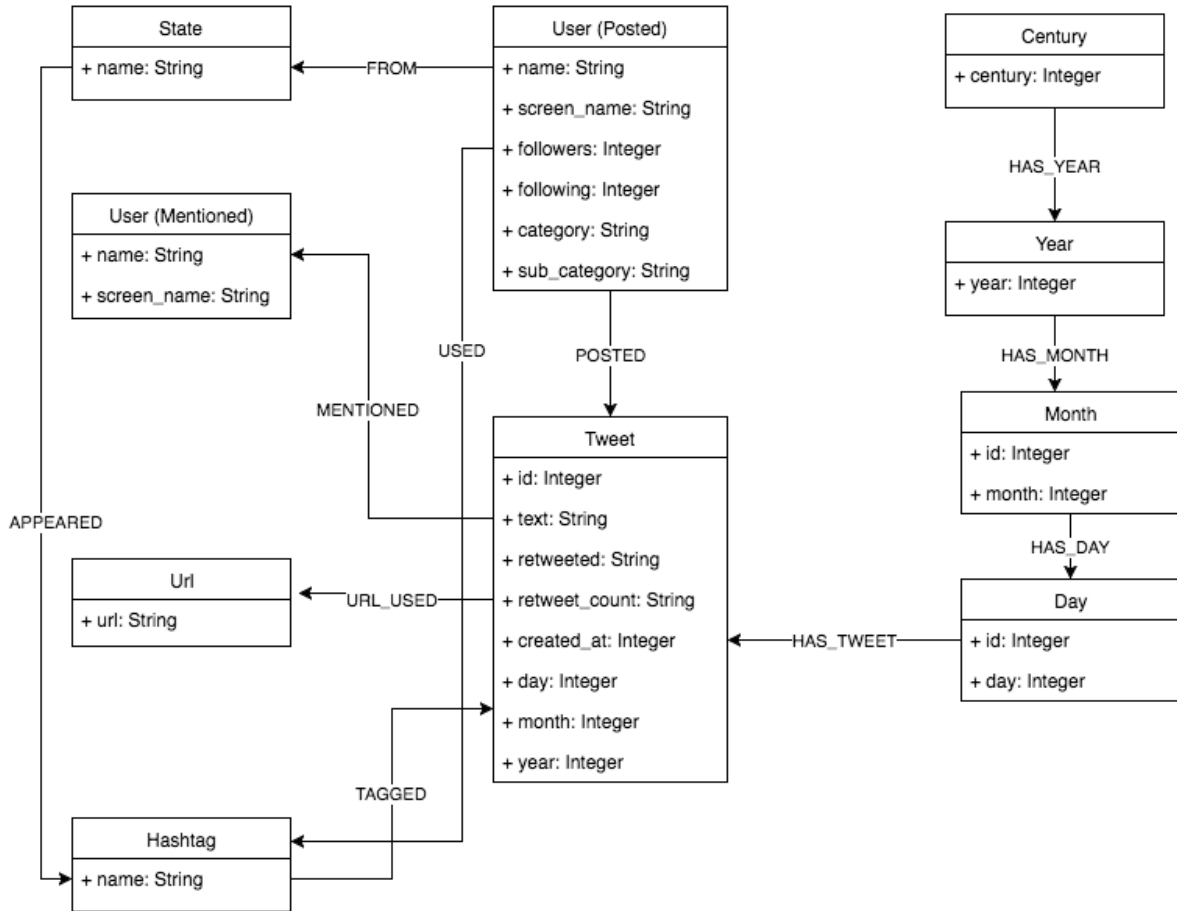 State
+ name: String
User (Posted)
+ name: String
+ screen_name: String
+ followers: Integer
+ following: Integer
+ category: String
+ sub_category: String
Century
+ century: Integer
FROM
HAS_YEAR
User (Mentioned)
+ name: String
+ screen_name: String
Year
+ year: Integer
USED
POSTED
HAS_MONTH
MENTIONED
Tweet
+ id: Integer
+ text: String
+ retweeted: String
+ retweet_count: String
+ created_at: Integer
+ day: Integer
+ month: Integer
+ year: Integer
Month
+ id: Integer
+ month: Integer
APPEARED
HAS_DAY
Url
+ url: String
URL_USED
HAS_TWEET
Day
+ id: Integer
+ day: Integer
TAGGED
Hashtag
+ name: String